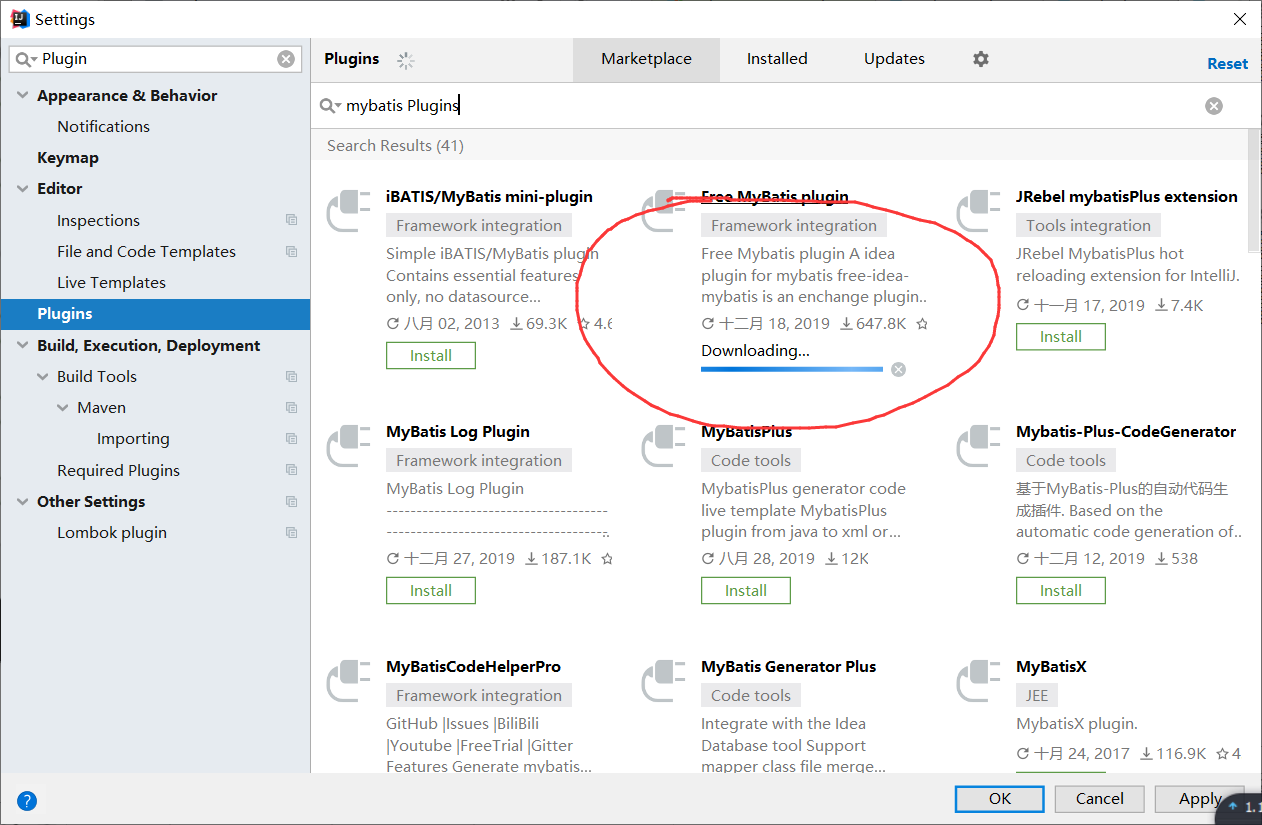 Settings
Plugin
Appearance & Behavior
Notifications
Keymap
Editor
Inspections
File and Code Templates
Live Templates
Plugins
Build, Execution, Deployment
Build Tools
Maven
Importing
Required Plugins
Other Settings
Lombok plugin
Plugins
Marketplace
Installed
Updates
Reset
mybatis Plugins
Search Results (41)
iBATIS/MyBatis mini-plugin
Framework integration
Simple iBATIS/MyBatis plugin
Contains essential features
only, no datasource...
八月 02, 2013 69.3K 4.6
Install
Free MyBatis plugin
Framework integration
Free Mybatis plugin A idea
plugin for mybatis free-idea-
mybatis is an enchange plugin..
十二月 18, 2019 647.8K
Downloading...
JRebel mybatisPlus extension
Tools integration
JRebel MybatisPlus hot
reloading extension for IntelliJ.
十一月 17, 2019 7.4K
Install
MyBatis Log Plugin
Framework integration
MyBatis Log Plugin
-----------------------------------
-----------------------------------..
十二月 27, 2019 187.1K
Install
MyBatisPlus
Code tools
MybatisPlus generator code
live template MybatisPlus
plugin from java to xml or...
八月 28, 2019 12K
Install
Mybatis-Plus-CodeGenerator
Code tools
基于MyBatis-Plus的自动代码生
成插件. Based on the
automatic code generation of..
十二月 12, 2019 538
Install
MyBatisCodeHelperPro
Framework integration
GitHub |Issues |BiliBili
|Youtube |FreeTrial |Gitter
Features Generate mybatis...
MyBatis Generator Plus
Code tools
Integrate with the Idea
Database tool Support
mapper class file merge...
MyBatisX
JEE
MybatisX plugin.
十月 24, 2017 116.9K 4
?
OK
Cancel
Apply
1.1